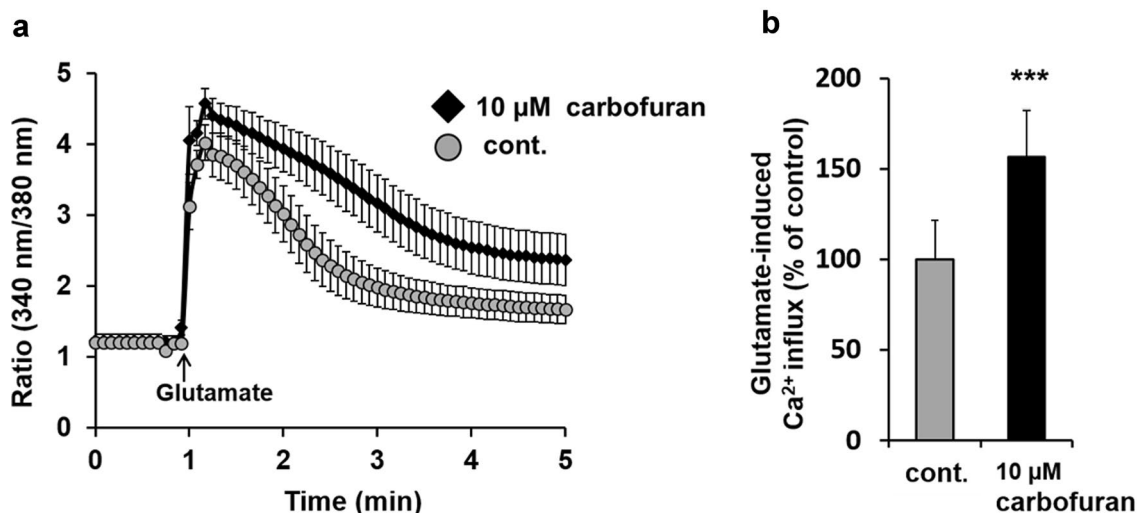 a
5
4
3
2
1
0
Ratio (340 nm/380 nm)
10 µM carbofuran
cont.
Glutamate
0 1 2 3 4 5
Time (min)
b
200
150
100
50
0
Glutamate-induced
Ca²⁺ influx (% of control)
***
cont.
10 µM
carbofuran